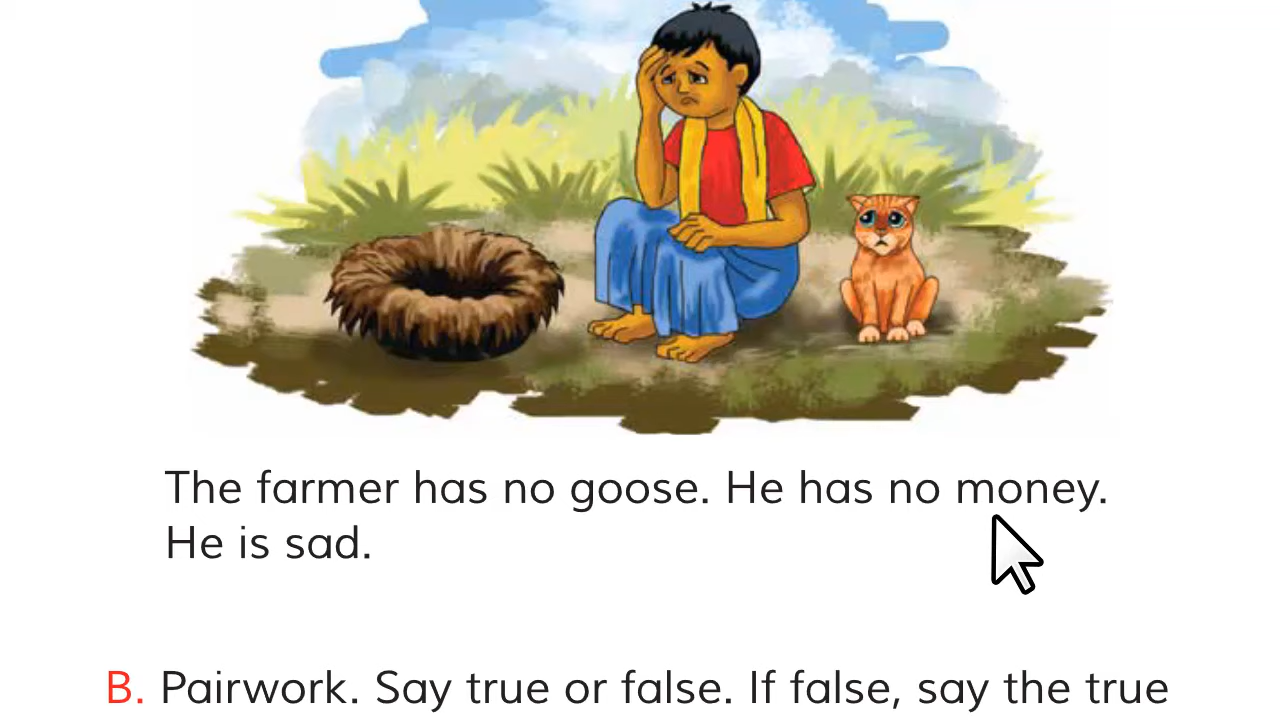 The farmer has no goose. He has no money.
He is sad.
B. Pairwork. Say true or false. If false, say the true